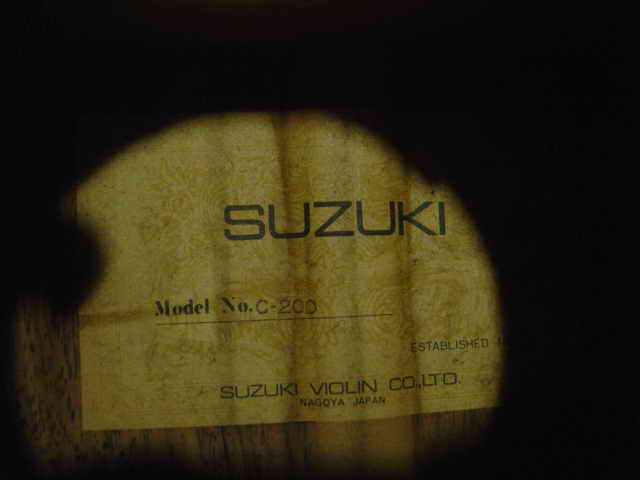 SUZUKI
Model No. C-200
ESTABLISHED
SUZUKI VIOLIN CO.,LTD.
NAGOYA JAPAN